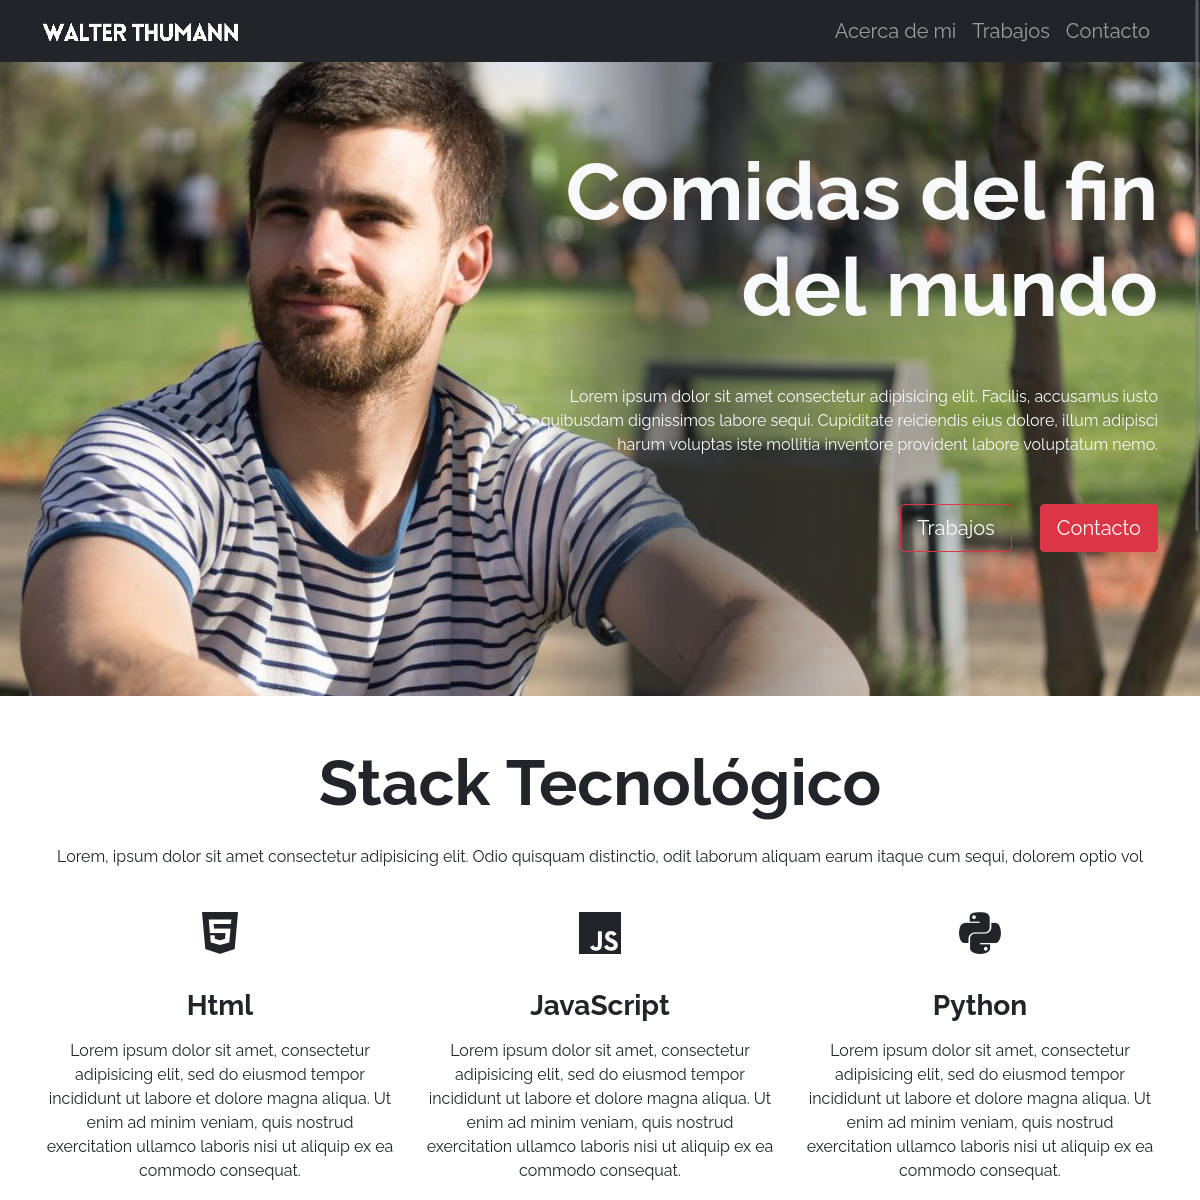 WALTER THUMANN
Acerca de mi Trabajos Contacto
Comidas del fin
del mundo
Lorem ipsum dolor sit amet consectetur adipisicing elit. Facilis, accusamus iusto
quibusdam dignissimos labore sequi. Cupiditate reiciendis eius dolore, illum adipisci
harum voluptas iste mollitia inventore provident labore voluptatum nemo.
Trabajos Contacto
Stack Tecnológico
Lorem, ipsum dolor sit amet consectetur adipisicing elit. Odio quisquam distinctio, odit laborum aliquam earum itaque cum sequi, dolorem optio vol
JS
Html
Lorem ipsum dolor sit amet, consectetur
adipisicing elit, sed do eiusmod tempor
incididunt ut labore et dolore magna aliqua. Ut
enim ad minim veniam, quis nostrud
exercitation ullamco laboris nisi ut aliquip ex ea
commodo consequat.
JavaScript
Lorem ipsum dolor sit amet, consectetur
adipisicing elit, sed do eiusmod tempor
incididunt ut labore et dolore magna aliqua. Ut
enim ad minim veniam, quis nostrud
exercitation ullamco laboris nisi ut aliquip ex ea
commodo consequat.
Python
Lorem ipsum dolor sit amet, consectetur
adipisicing elit, sed do eiusmod tempor
incididunt ut labore et dolore magna aliqua. Ut
enim ad minim veniam, quis nostrud
exercitation ullamco laboris nisi ut aliquip ex ea
commodo consequat.